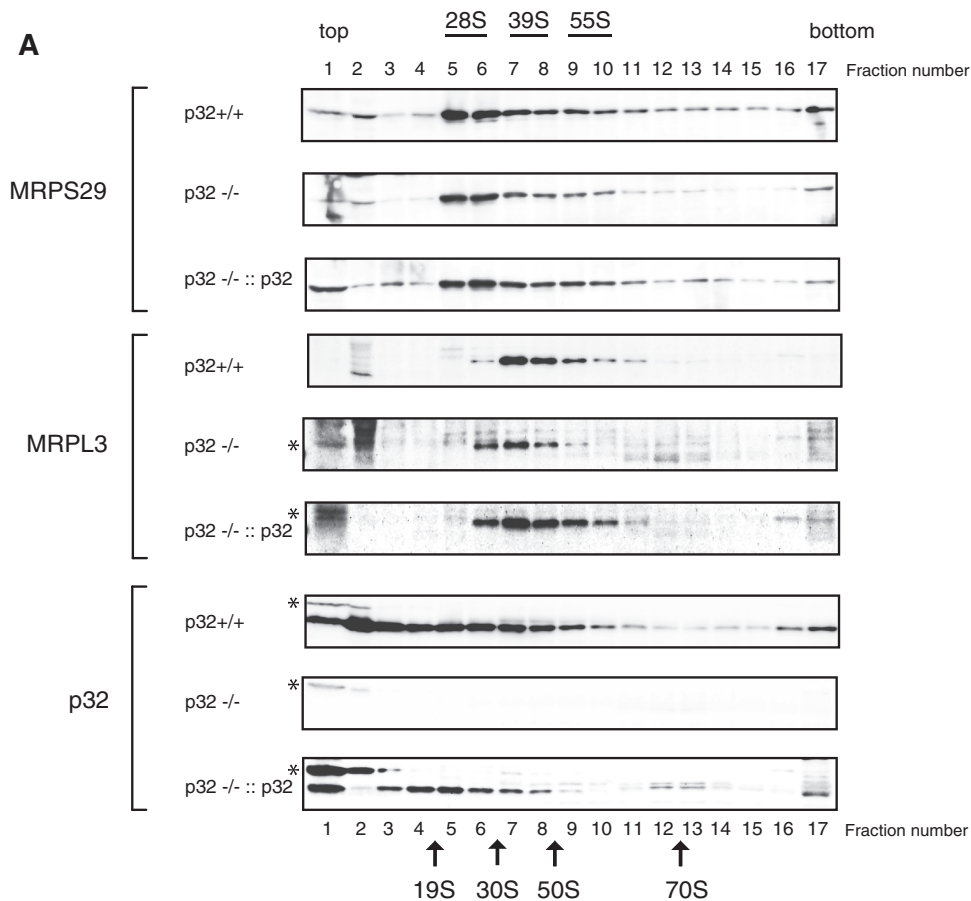 A
top 28S 39S 55S bottom
1 2 3 4 5 6 7 8 9 10 11 12 13 14 15 16 17 Fraction number
MRPS29
p32+/+
p32 -/-
p32 -/- :: p32
MRPL3
p32+/+
p32 -/- *
p32 -/- :: p32 *
p32
p32+/+ *
p32 -/- *
p32 -/- :: p32 *
1 2 3 4 5 6 7 8 9 10 11 12 13 14 15 16 17 Fraction number
19S 30S 50S 70S